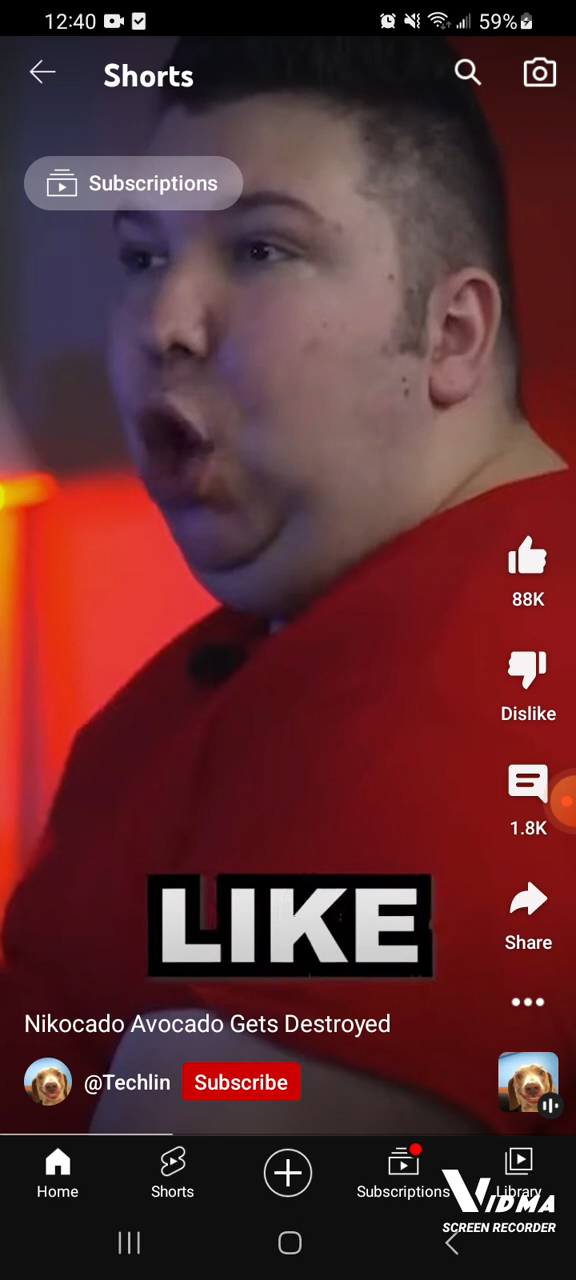 12:40
59%
Shorts
Subscriptions
88K
Dislike
1.8K
Share
LIKE
Nikocado Avocado Gets Destroyed
@Techlin
Subscribe
Home
Shorts
Subscriptions
Library
VIDMA
SCREEN RECORDER